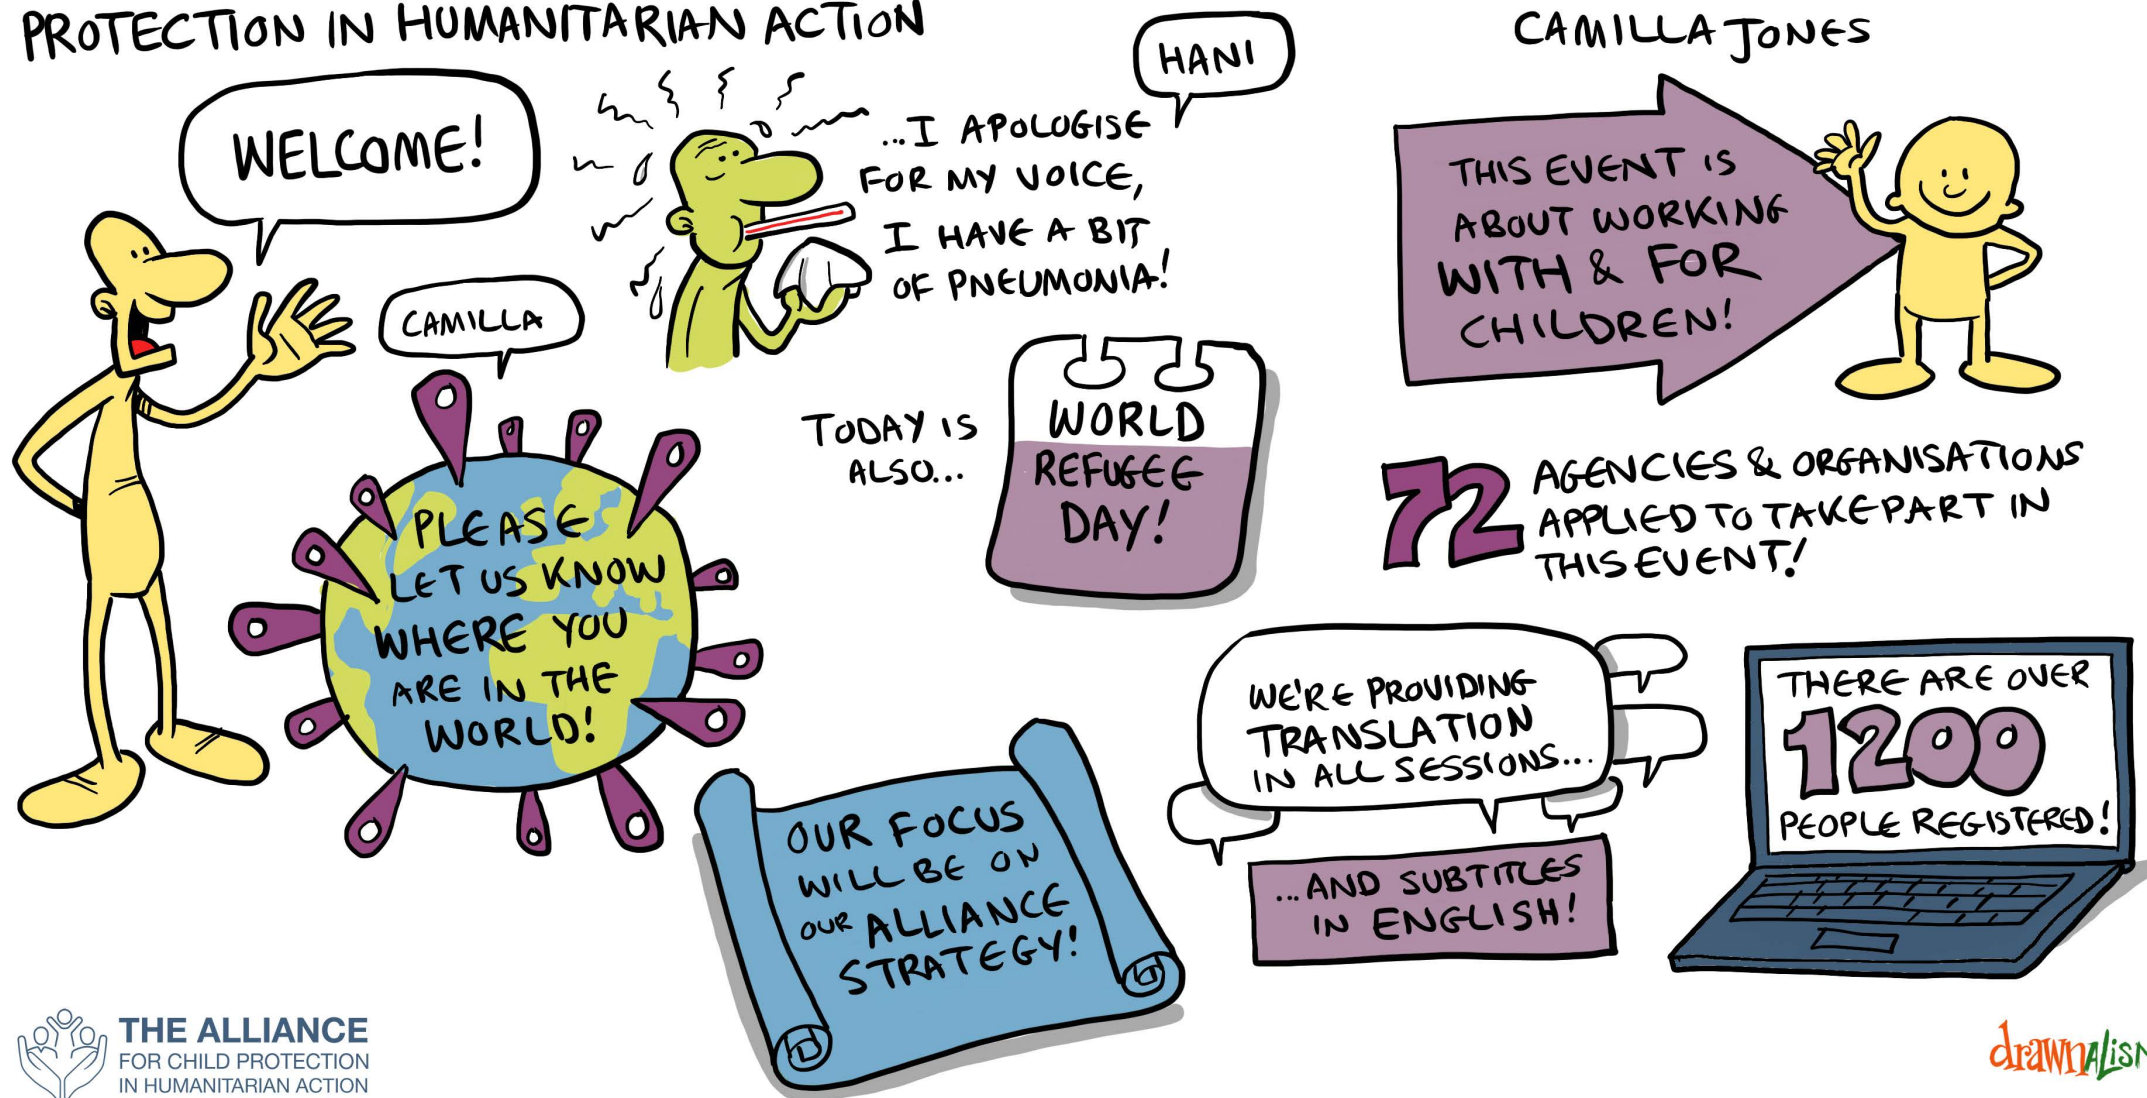 PROTECTION IN HUMANITARIAN ACTION
WELCOME!
HANI
...I APOLOGISE
FOR MY VOICE,
I HAVE A BIT
OF PNEUMONIA!
CAMILLA JONES
THIS EVENT IS
ABOUT WORKING
WITH & FOR
CHILDREN!
CAMILLA
PLEASE
LET US KNOW
WHERE YOU
ARE IN THE
WORLD!
TODAY IS
ALSO...
WORLD
REFUGEE
DAY!
72
AGENCIES & ORGANISATIONS
APPLIED TO TAKE PART IN
THIS EVENT!
OUR FOCUS
WILL BE ON
OUR ALLIANCE
STRATEGY!
WE'RE PROVIDING
TRANSLATION
IN ALL SESSIONS...
...AND SUBTITLES
IN ENGLISH!
THERE ARE OVER
1200
PEOPLE REGISTERED!
THE ALLIANCE
FOR CHILD PROTECTION
IN HUMANITARIAN ACTION